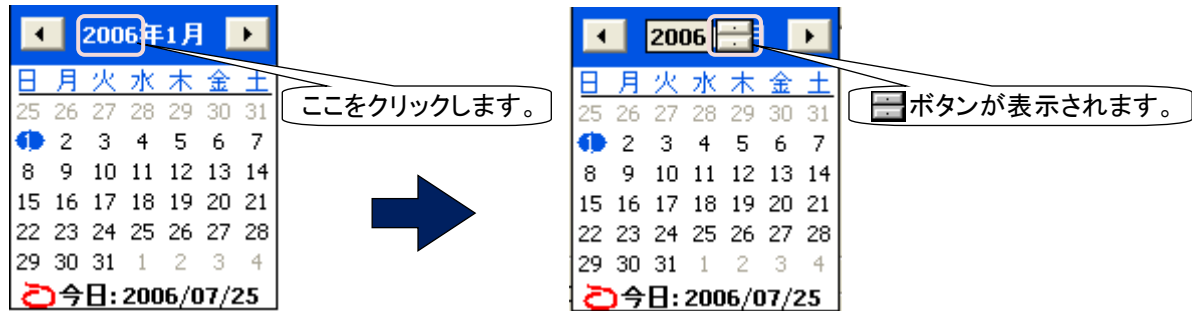 2006年1月
日 月 火 水 木 金 土
25 26 27 28 29 30 31
1 2 3 4 5 6 7
8 9 10 11 12 13 14
15 16 17 18 19 20 21
22 23 24 25 26 27 28
29 30 31 1 2 3 4
今日: 2006/07/25
ここをクリックします。
2006
日 月 火 水 木 金 土
25 26 27 28 29 30 31
1 2 3 4 5 6 7
8 9 10 11 12 13 14
15 16 17 18 19 20 21
22 23 24 25 26 27 28
29 30 31 1 2 3 4
今日: 2006/07/25
ボタンが表示されます。